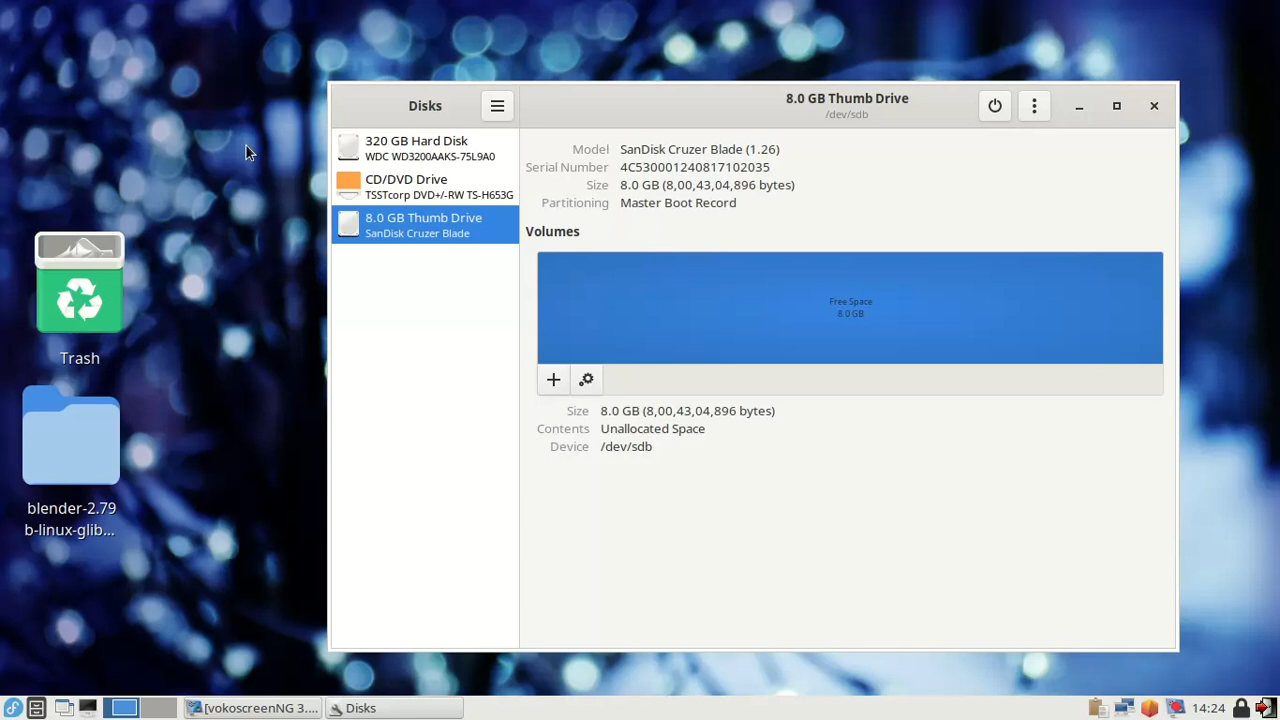 Disks
8.0 GB Thumb Drive
/dev/sdb
320 GB Hard Disk
WDC WD3200AAKS-75L9A0
CD/DVD Drive
TSSTcorp DVD+/-RW TS-H653G
8.0 GB Thumb Drive
SanDisk Cruzer Blade
Model SanDisk Cruzer Blade (1.26)
Serial Number 4C530001240817102035
Size 8.0 GB (8,00,43,04,896 bytes)
Partitioning Master Boot Record
Volumes
Free Space
8.0 GB
Size 8.0 GB (8,00,43,04,896 bytes)
Contents Unallocated Space
Device /dev/sdb
Trash
blender-2.79
b-linux-glib...
[vokoscreenNG 3....
Disks
14:24